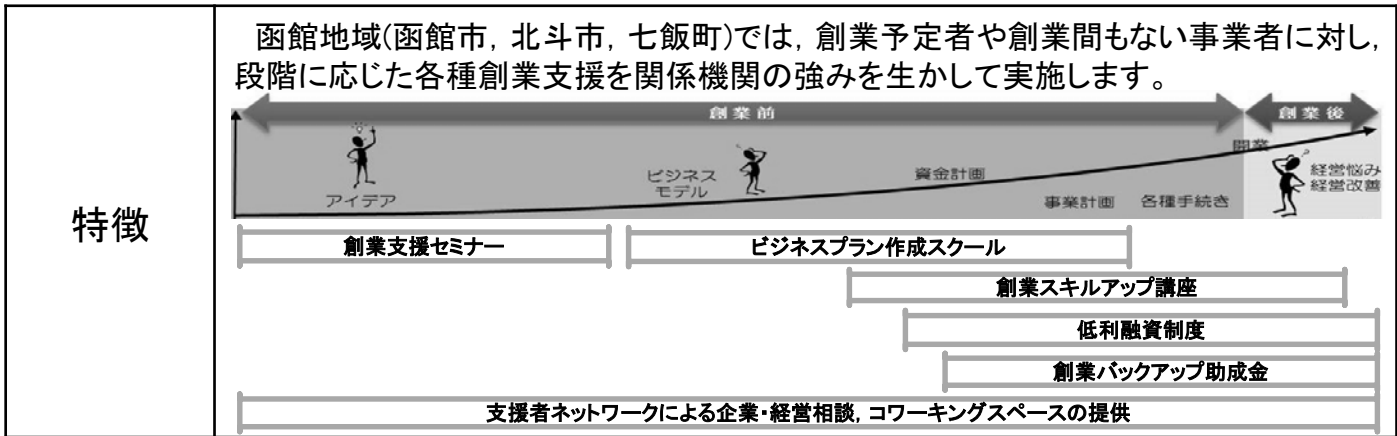 特徴
函館地域(函館市，北斗市，七飯町)では，創業予定者や創業間もない事業者に対し，
段階に応じた各種創業支援を関係機関の強みを生かして実施します。
創業前
創業後
アイデア
ビジネス
モデル
資金計画
事業計画
各種手続き
開業
経営悩み
経営改善
創業支援セミナー
ビジネスプラン作成スクール
創業スキルアップ講座
低利融資制度
創業バックアップ助成金
支援者ネットワークによる企業・経営相談，コワーキングスペースの提供